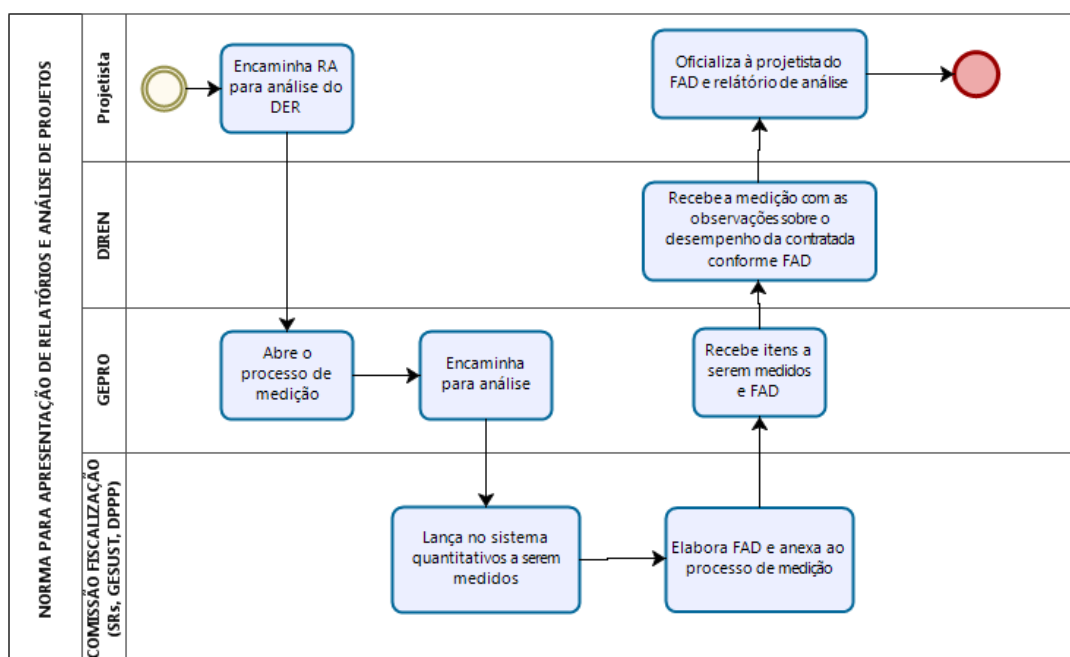 NORMA PARA APRESENTAÇÃO DE RELATÓRIOS E ANÁLISE DE PROJETOS
Projetista
Encaminha RA
para análise do
DER
Oficializa à projetista do
FAD e relátório de análise
DIREN
Recebe a medição com as
observações sobre o
desempenho da contratada
conforme FAD
GEPRO
Abre o
processo de
medição
Encaminha
para análise
Recebe itens a
serem medidos
e FAD
COMISSÃO FISCALIZAÇÃO
(SRs, GESUST, DPPP)
Lança no sistema
quantitativos a serem
medidos
Elabora FAD e anexa ao
processo de medição